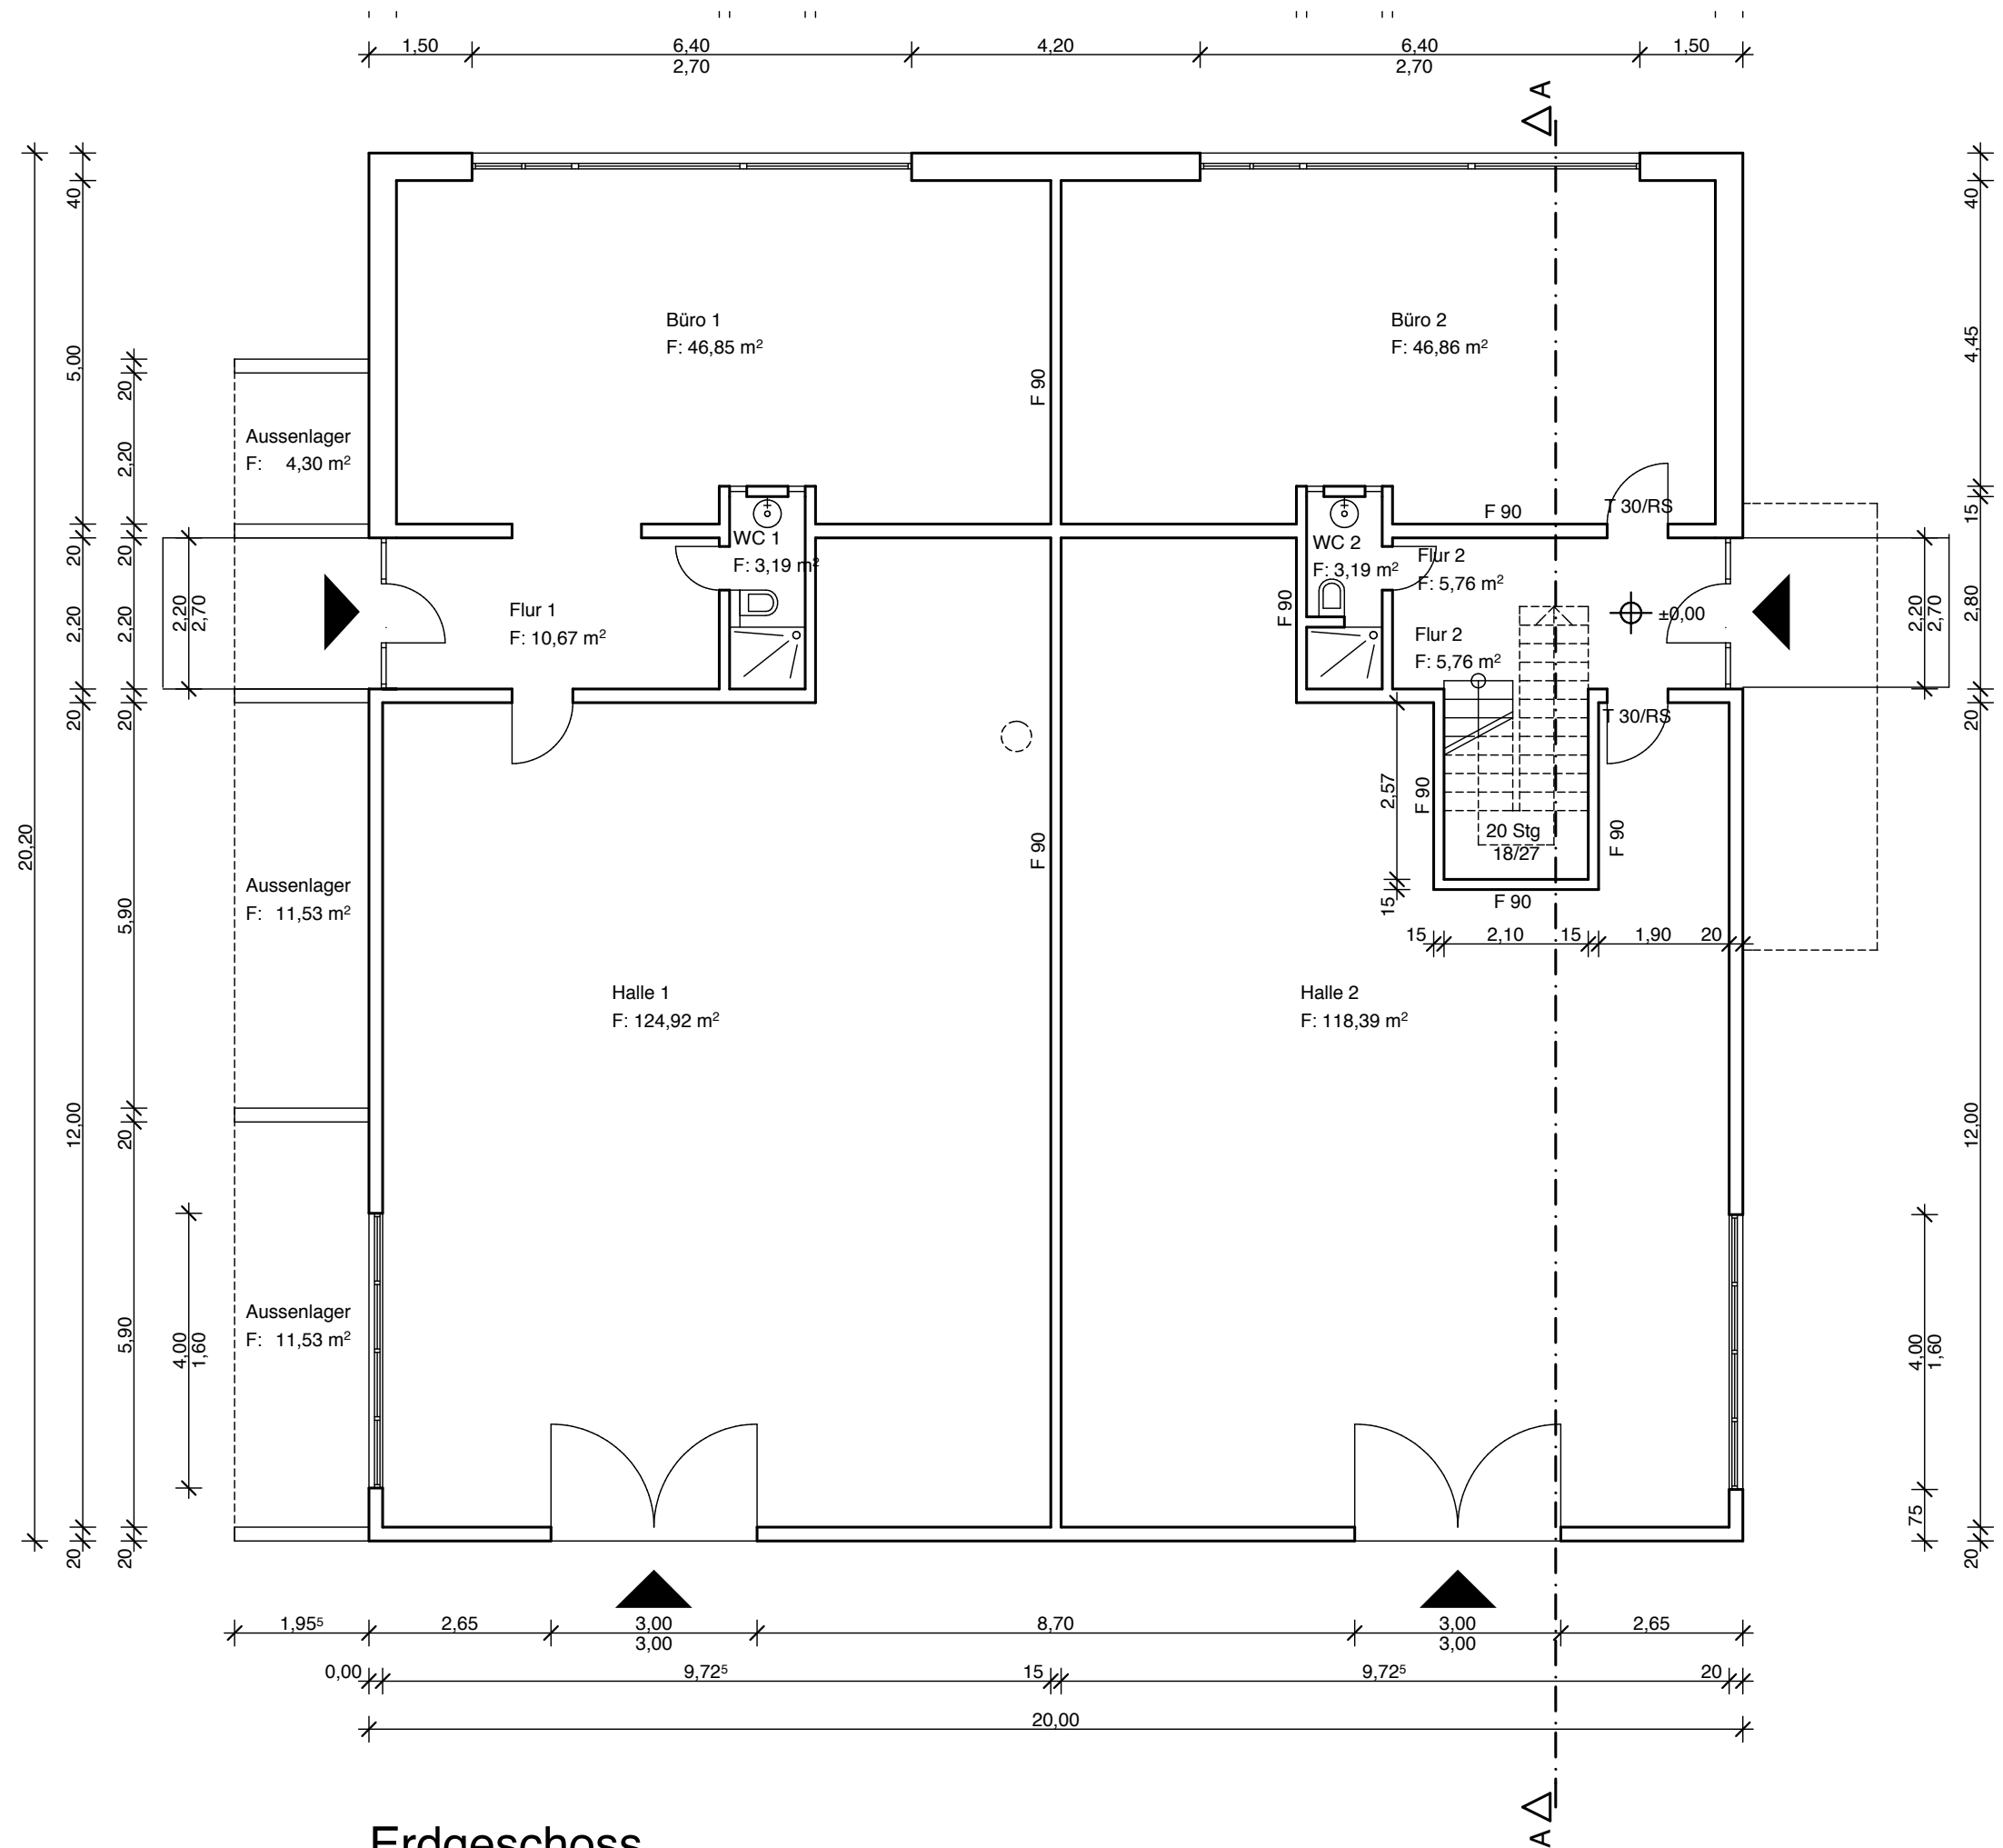 1,50 6,40 4,20 6,40 1,50
2,70 2,70
A
40 40
Büro 1
F: 46,85 m²
Büro 2
F: 46,86 m²
5,00 20 F 90 4,45
Aussenlager
F: 4,30 m²
2,20
F 90 T 30/RS 15
WC 1
F: 3,19 m²
WC 2
F: 3,19 m²
Flur 2
F: 5,76 m²
20 20
2,20 2,20 2,20
2,70
Flur 1
F: 10,67 m²
F 90
Flur 2
F: 5,76 m²
±0,00
2,20
2,70
2,80
20 20 T 30/RS 20
2,57 F 90
20 Stg
18/27
F 90
20,20 F 90
Aussenlager
F: 11,53 m²
5,90 15 F 90
15 2,10 15 1,90 20
Halle 1
F: 124,92 m²
Halle 2
F: 118,39 m²
12,00 20 12,00
Aussenlager
F: 11,53 m²
5,90 4,00
1,60
4,00
1,60
75
20 20 20
1,95⁵ 2,65 3,00 8,70 3,00 2,65
3,00 3,00
0,00 9,72⁵ 15 9,72⁵ 20
20,00
A
Erdgeschoss